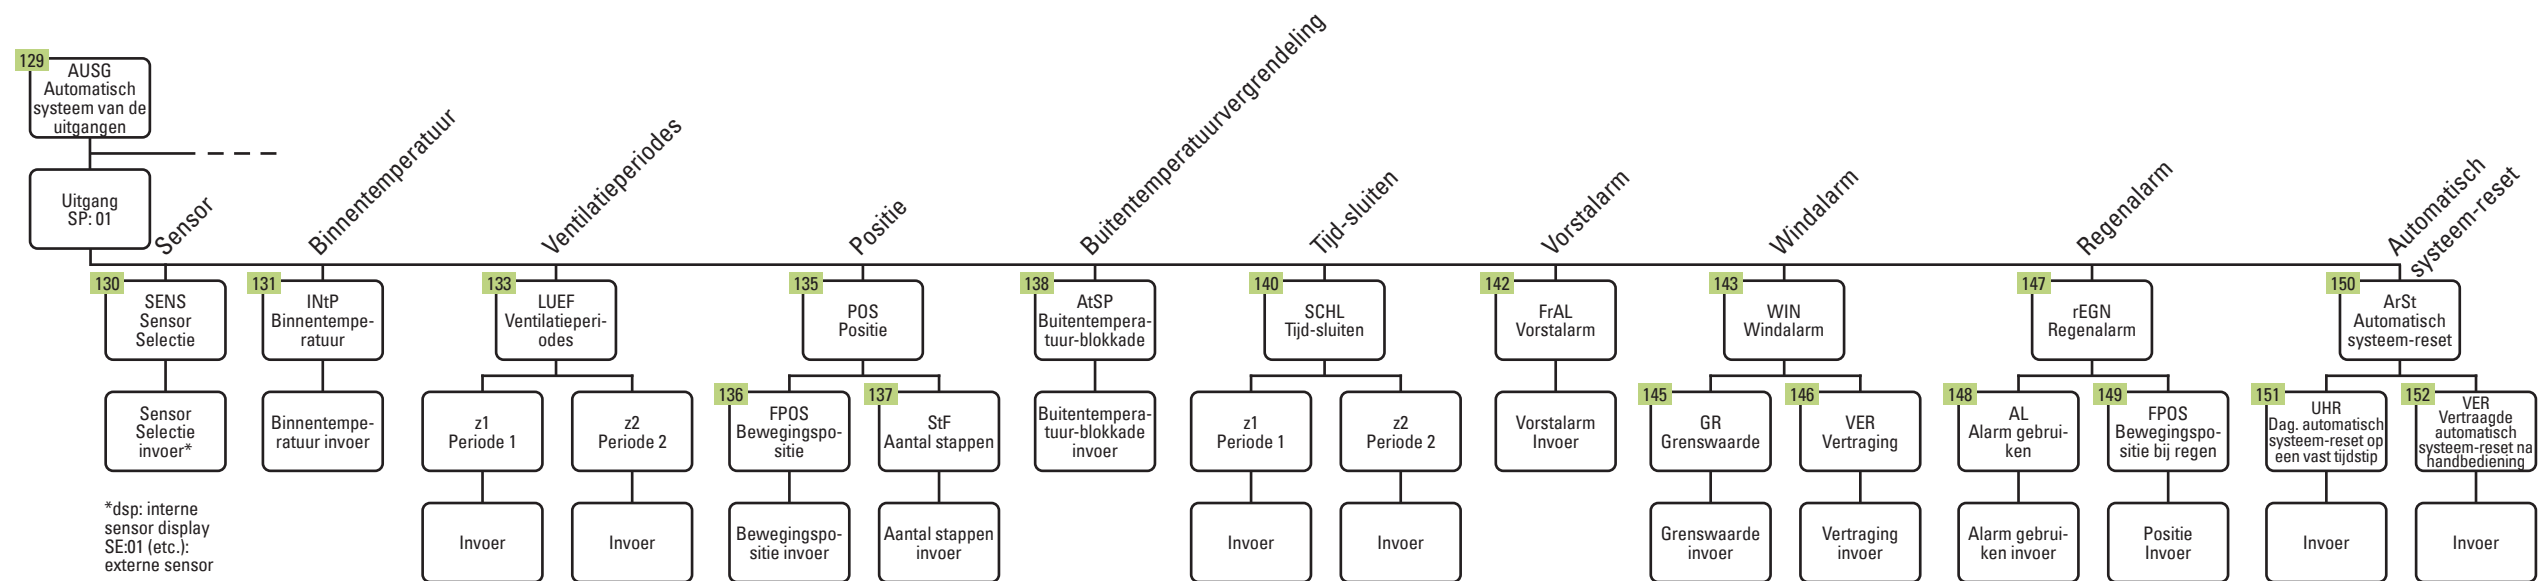 129
AUSG
Automatisch
systeem van de
uitgangen
Uitgang
SP: 01
Sensor
Binnentemperatuur
Ventilatieperiodes
Positie
Buitentemperatuurvergrendeling
Tijd-sluiten
Vorstalarm
Windalarm
Regenalarm
Automatisch
systeem-reset
130
SENS
Sensor
Selectie
131
INtP
Binnentempe-
ratuur
133
LUEF
Ventilatieperi-
odes
135
POS
Positie
138
AtSP
Buitentempera-
tuur-blokkade
140
SCHL
Tijd-sluiten
142
FrAL
Vorstalarm
143
WIN
Windalarm
147
rEGN
Regenalarm
150
ArSt
Automatisch
systeem-reset
Sensor
Selectie
invoer*
Binnentempe-
ratuur invoer
z1
Periode 1
z2
Periode 2
136
FPOS
Bewegingspo-
sitie
137
StF
Aantal stappen
Buitentempera-
tuur-blokkade
invoer
z1
Periode 1
z2
Periode 2
Vorstalarm
Invoer
145
GR
Grenswaarde
146
VER
Vertraging
148
AL
Alarm gebrui-
ken
149
FPOS
Bewegingspo-
sitie bij regen
151
UHR
Dag. automatisch
systeem-reset op
een vast tijdstip
152
VER
Vertraagde
automatisch
systeem-reset na
handbediening
*dsp: interne
sensor display
SE:01 (etc.):
externe sensor
Invoer
Invoer
Bewegingspo-
sitie invoer
Aantal stappen
invoer
Invoer
Invoer
Grenswaarde
invoer
Vertraging
invoer
Alarm gebrui-
ken invoer
Positie
Invoer
Invoer
Invoer